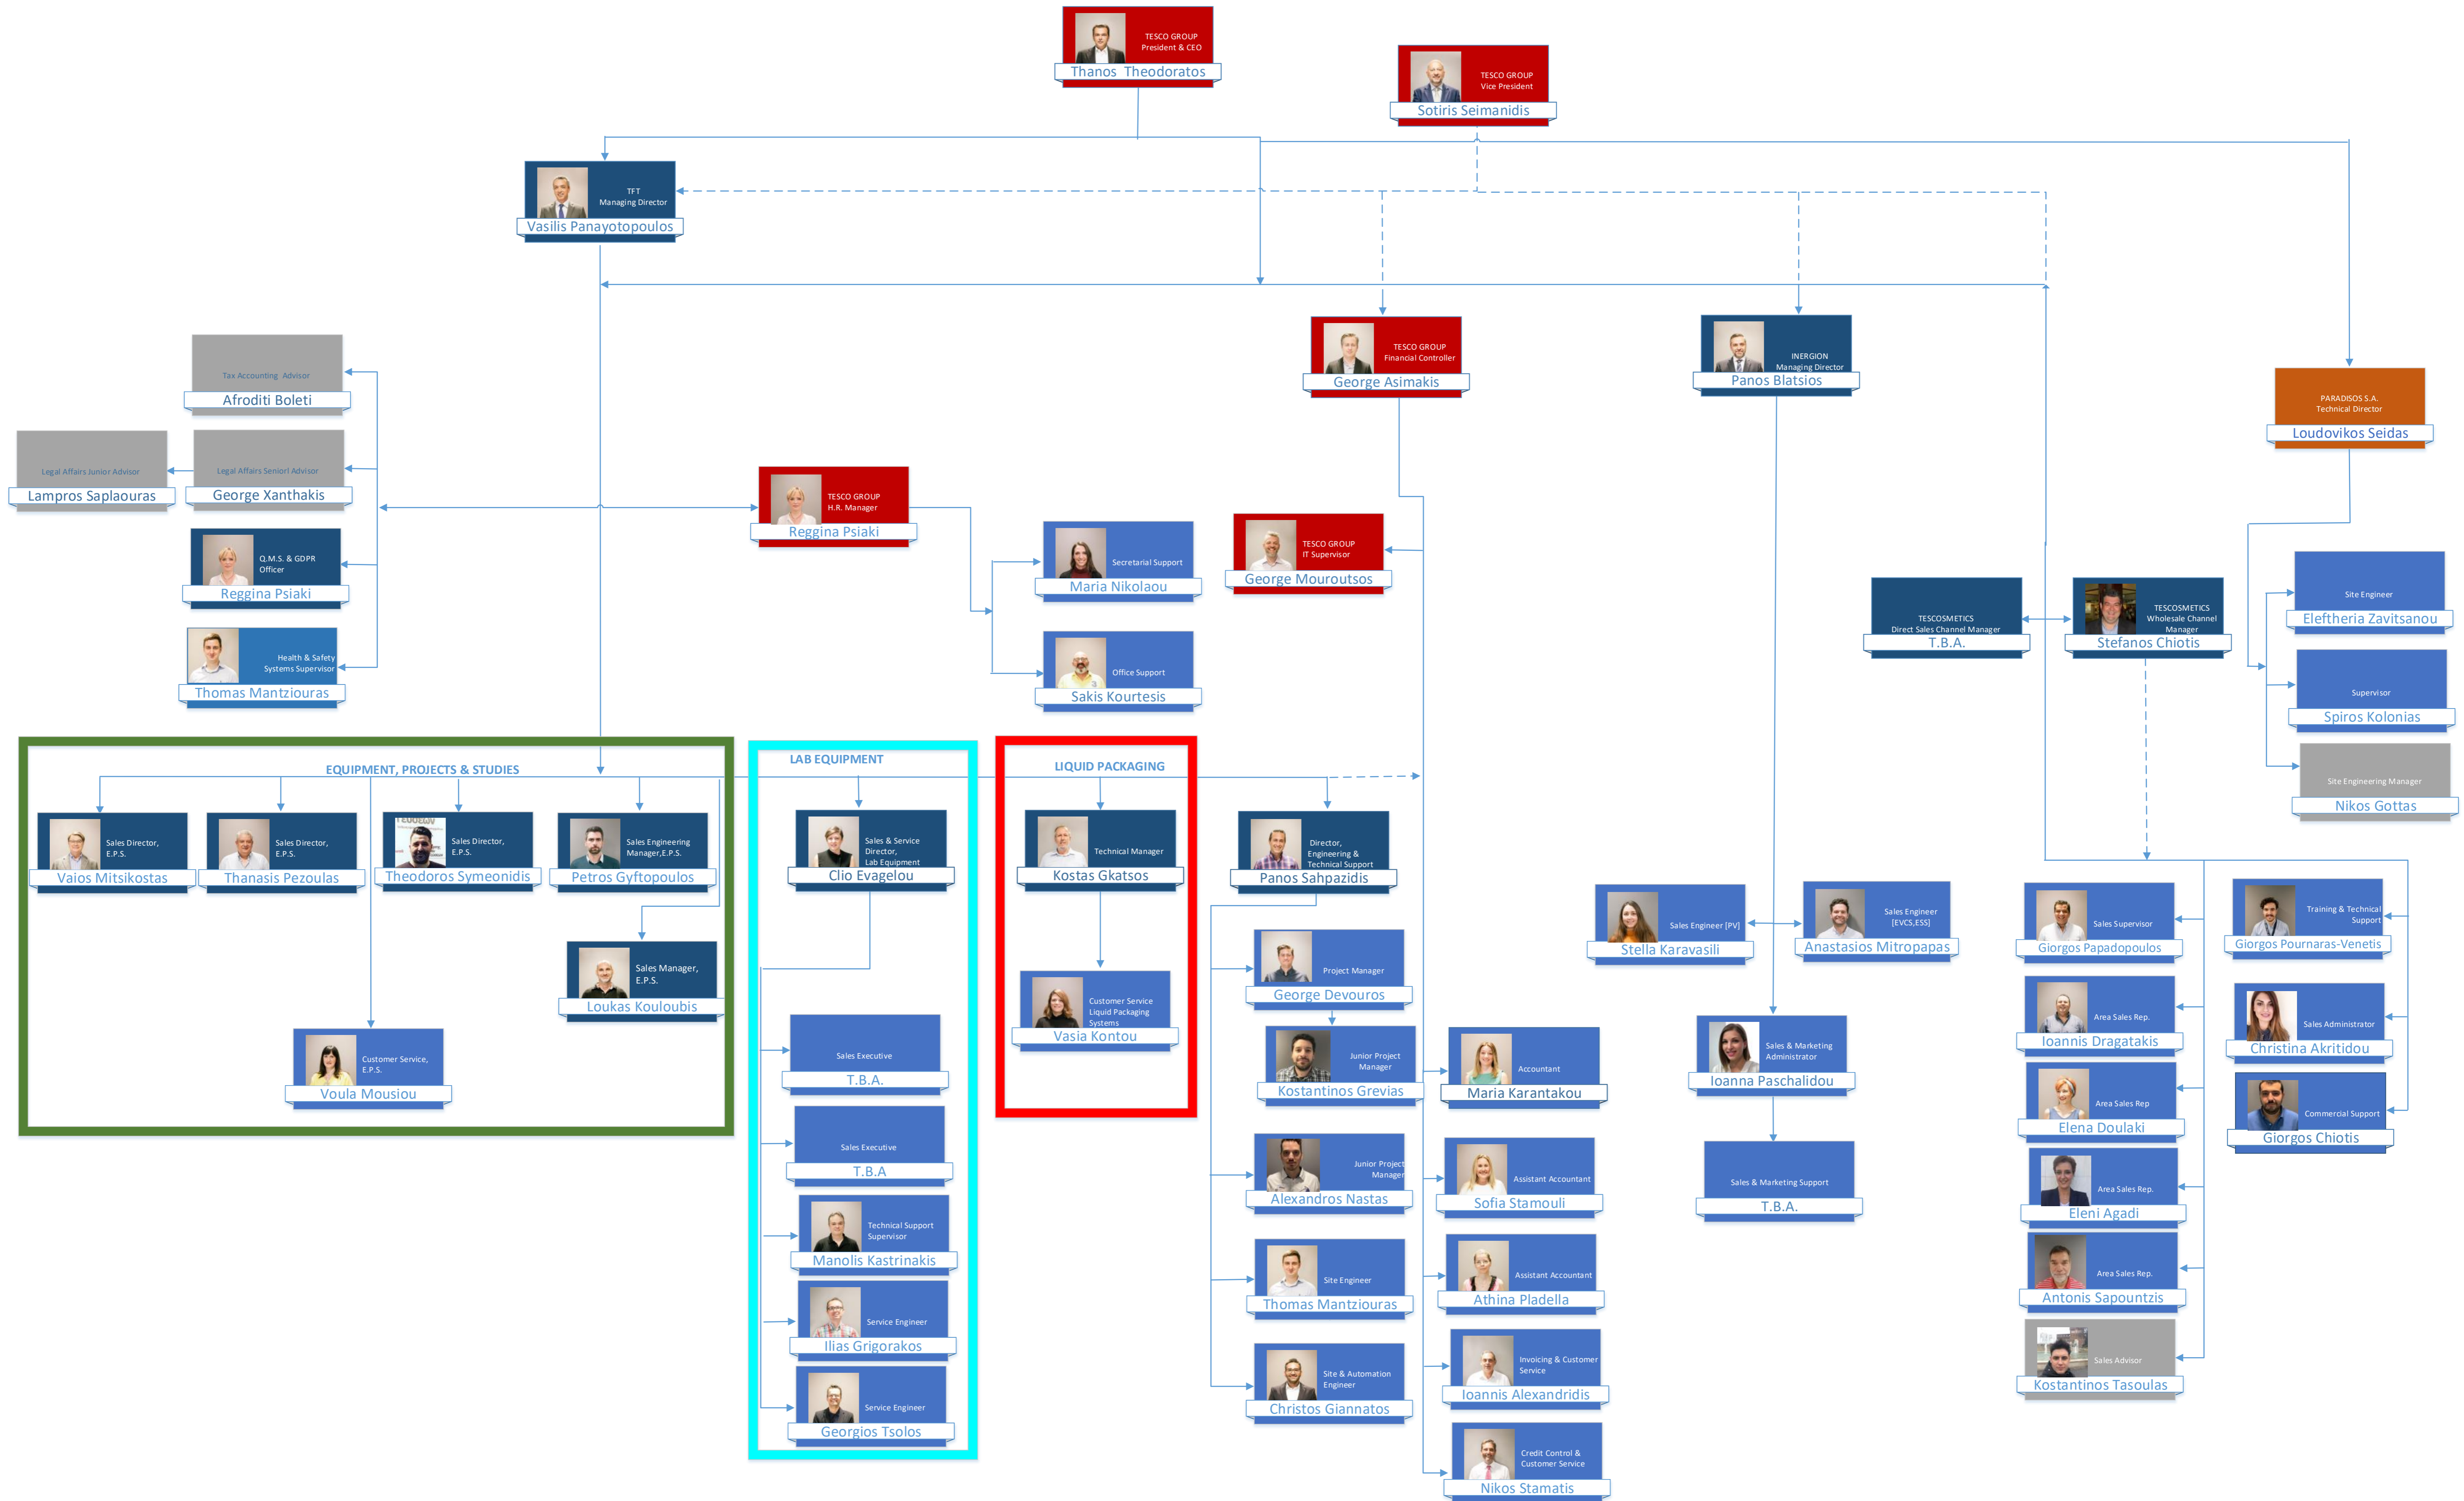 TESCO GROUP
President & CEO
Thanos Theodoratos
TESCO GROUP
Vice President
Sotiris Seimanidis
TFT
Managing Director
Vasilis Panayotopoulos
TESCO GROUP
Financial Controller
George Asimakis
INERGION
Managing Director
Panos Blatsios
PARADISOS S.A.
Technical Director
Loudovikos Seidas
Tax Accounting Advisor
Afroditi Boleti
Legal Affairs Junior Advisor
Lampros Saplaouras
Legal Affairs Seniorl Advisor
George Xanthakis
Q.M.S. & GDPR
Officer
Reggina Psiaki
Health & Safety
Systems Supervisor
Thomas Mantziouras
TESCO GROUP
H.R. Manager
Reggina Psiaki
Secretarial Support
Maria Nikolaou
Office Support
Sakis Kourtesis
TESCO GROUP
IT Supervisor
George Mouroutsos
TESCOSMETICS
Direct Sales Channel Manager
T.B.A.
TESCOSMETICS
Wholesale Channel
Manager
Stefanos Chiotis
Site Engineer
Eleftheria Zavitsanou
Supervisor
Spiros Kolonias
Site Engineering Manager
Nikos Gottas
EQUIPMENT, PROJECTS & STUDIES
Sales Director,
E.P.S.
Vaios Mitsikostas
Sales Director,
E.P.S.
Thanasis Pezoulas
Sales Director,
E.P.S.
Theodoros Symeonidis
Sales Engineering
Manager,E.P.S.
Petros Gyftopoulos
Sales Manager,
E.P.S.
Loukas Kouloubis
Customer Service,
E.P.S.
Voula Mousiou
LAB EQUIPMENT
Sales & Service
Director,
Lab Equipment
Clio Evagelou
Sales Executive
T.B.A.
Sales Executive
T.B.A
Technical Support
Supervisor
Manolis Kastrinakis
Service Engineer
Ilias Grigorakos
Service Engineer
Georgios Tsolos
LIQUID PACKAGING
Technical Manager
Kostas Gkatsos
Customer Service
Liquid Packaging
Systems
Vasia Kontou
Director,
Engineering &
Technical Support
Panos Sahpazidis
Project Manager
George Devouros
Junior Project
Manager
Kostantinos Grevias
Junior Project
Manager
Alexandros Nastas
Site Engineer
Thomas Mantziouras
Site & Automation
Engineer
Christos Giannatos
Accountant
Maria Karantakou
Assistant Accountant
Sofia Stamouli
Assistant Accountant
Athina Pladella
Invoicing & Customer
Service
Ioannis Alexandridis
Credit Control &
Customer Service
Nikos Stamatis
Sales Engineer [PV]
Stella Karavasili
Sales Engineer
[EVCS,ESS]
Anastasios Mitropapas
Sales & Marketing
Administrator
Ioanna Paschalidou
Sales & Marketing Support
T.B.A.
Sales Supervisor
Giorgos Papadopoulos
Area Sales Rep.
Ioannis Dragatakis
Area Sales Rep
Elena Doulaki
Area Sales Rep.
Eleni Agadi
Area Sales Rep.
Antonis Sapountzis
Sales Advisor
Kostantinos Tasoulas
Training & Technical
Support
Giorgos Pournaras-Venetis
Sales Administrator
Christina Akritidou
Commercial Support
Giorgos Chiotis